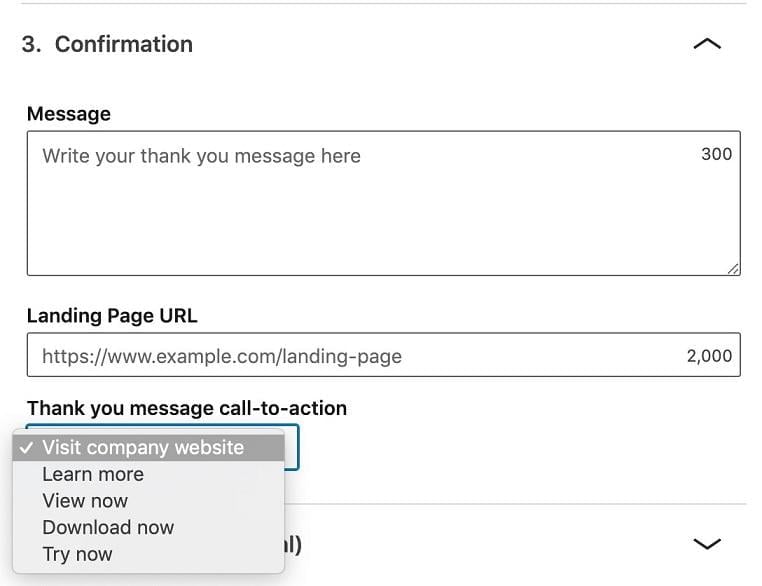 3. Confirmation
Message
Write your thank you message here 300
Landing Page URL
https://www.example.com/landing-page 2,000
Thank you message call-to-action
✓ Visit company website
Learn more
View now
Download now
Try now